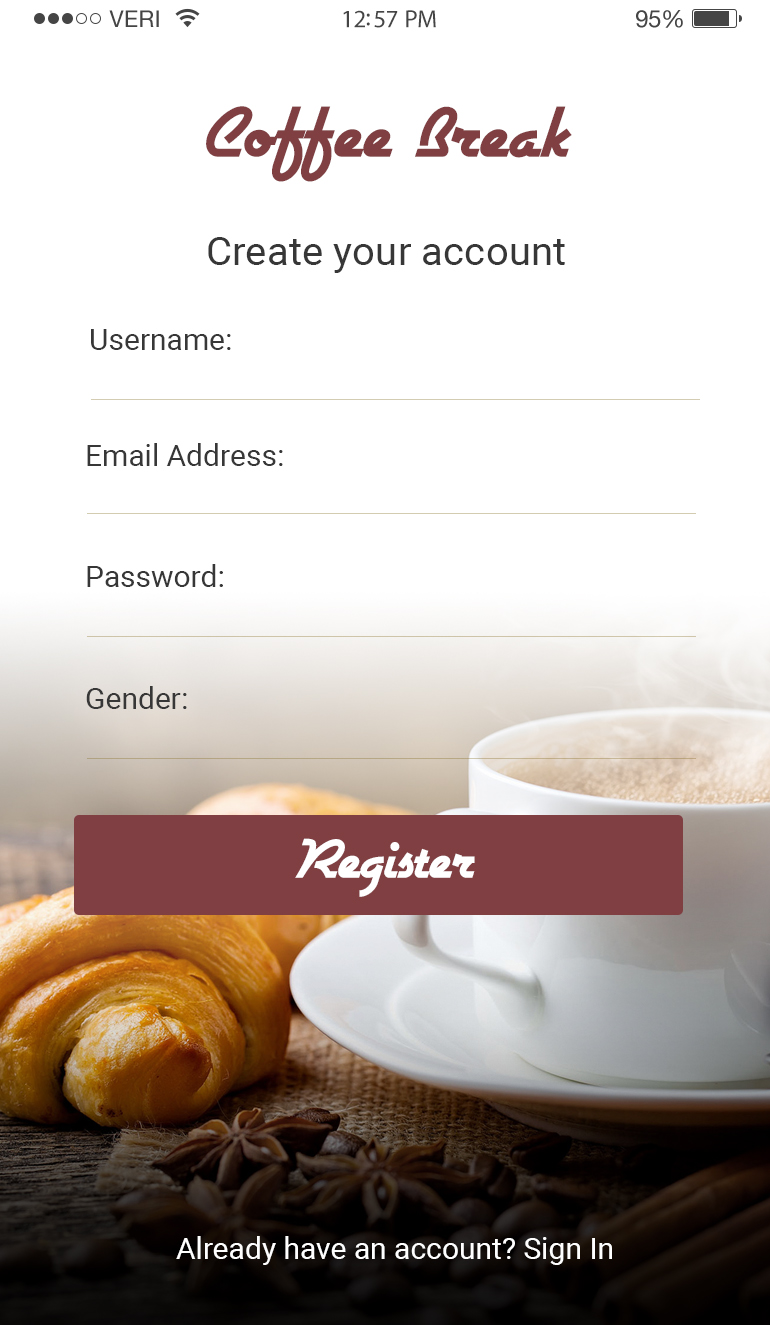 VERI 12:57 PM 95%
Coffee Break
Create your account
Username:
Email Address:
Password:
Gender:
Register
Already have an account? Sign In